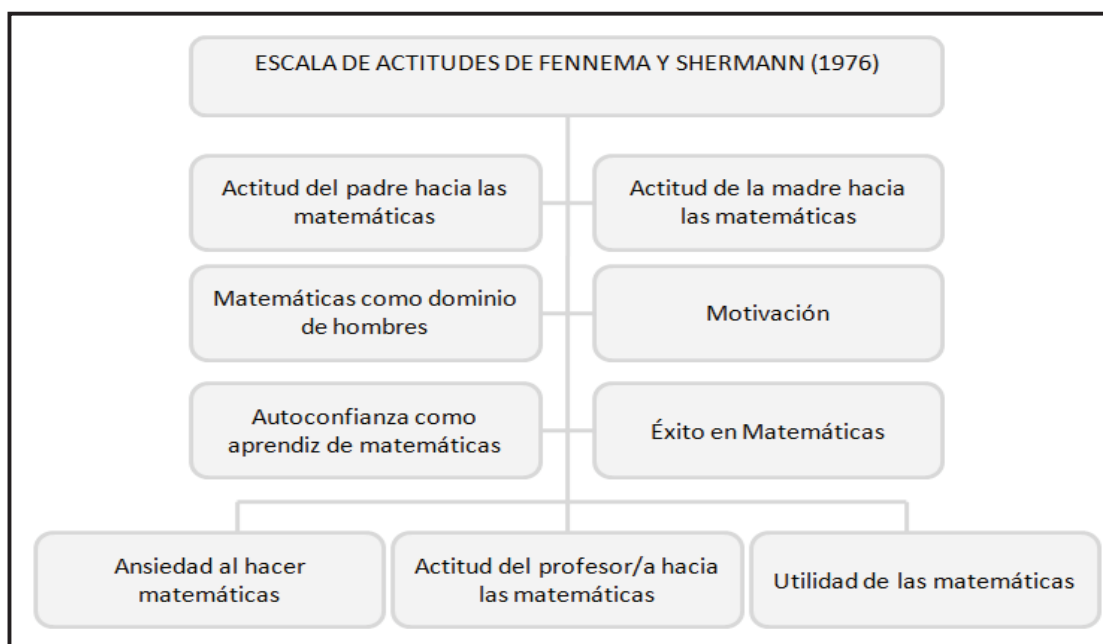 ESCALA DE ACTITUDES DE FENNEMA Y SHERMANN (1976)
Actitud del padre hacia las
matemáticas
Actitud de la madre hacia
las matemáticas
Matemáticas como dominio
de hombres
Motivación
Autoconfianza como
aprendiz de matemáticas
Éxito en Matemáticas
Ansiedad al hacer
matemáticas
Actitud del profesor/a hacia
las matemáticas
Utilidad de las matemáticas